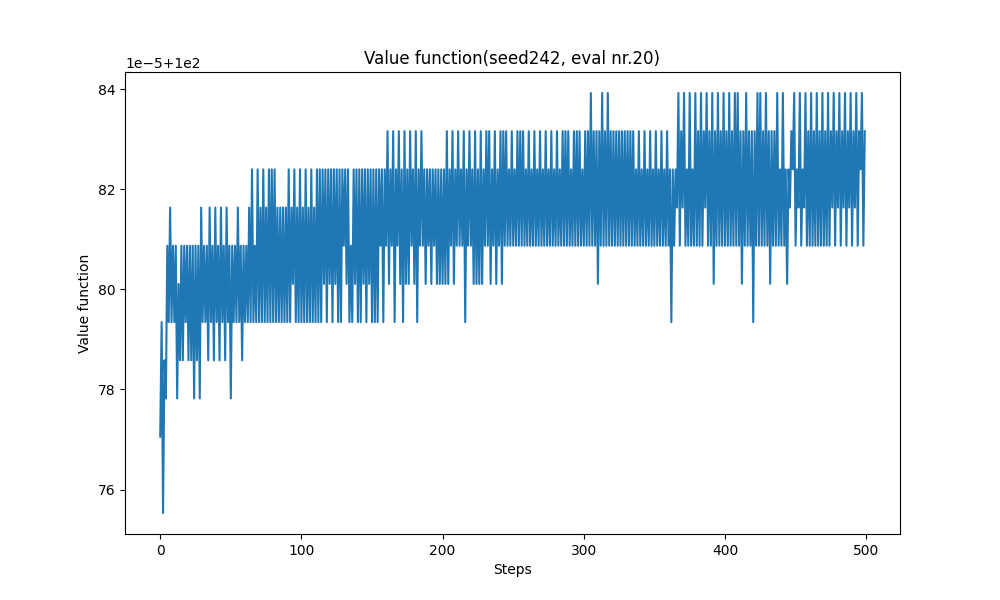 Value function(seed242, eval nr.20)
1e−5+1e2
84
82
80
78
76
Value function
0 100 200 300 400 500
Steps